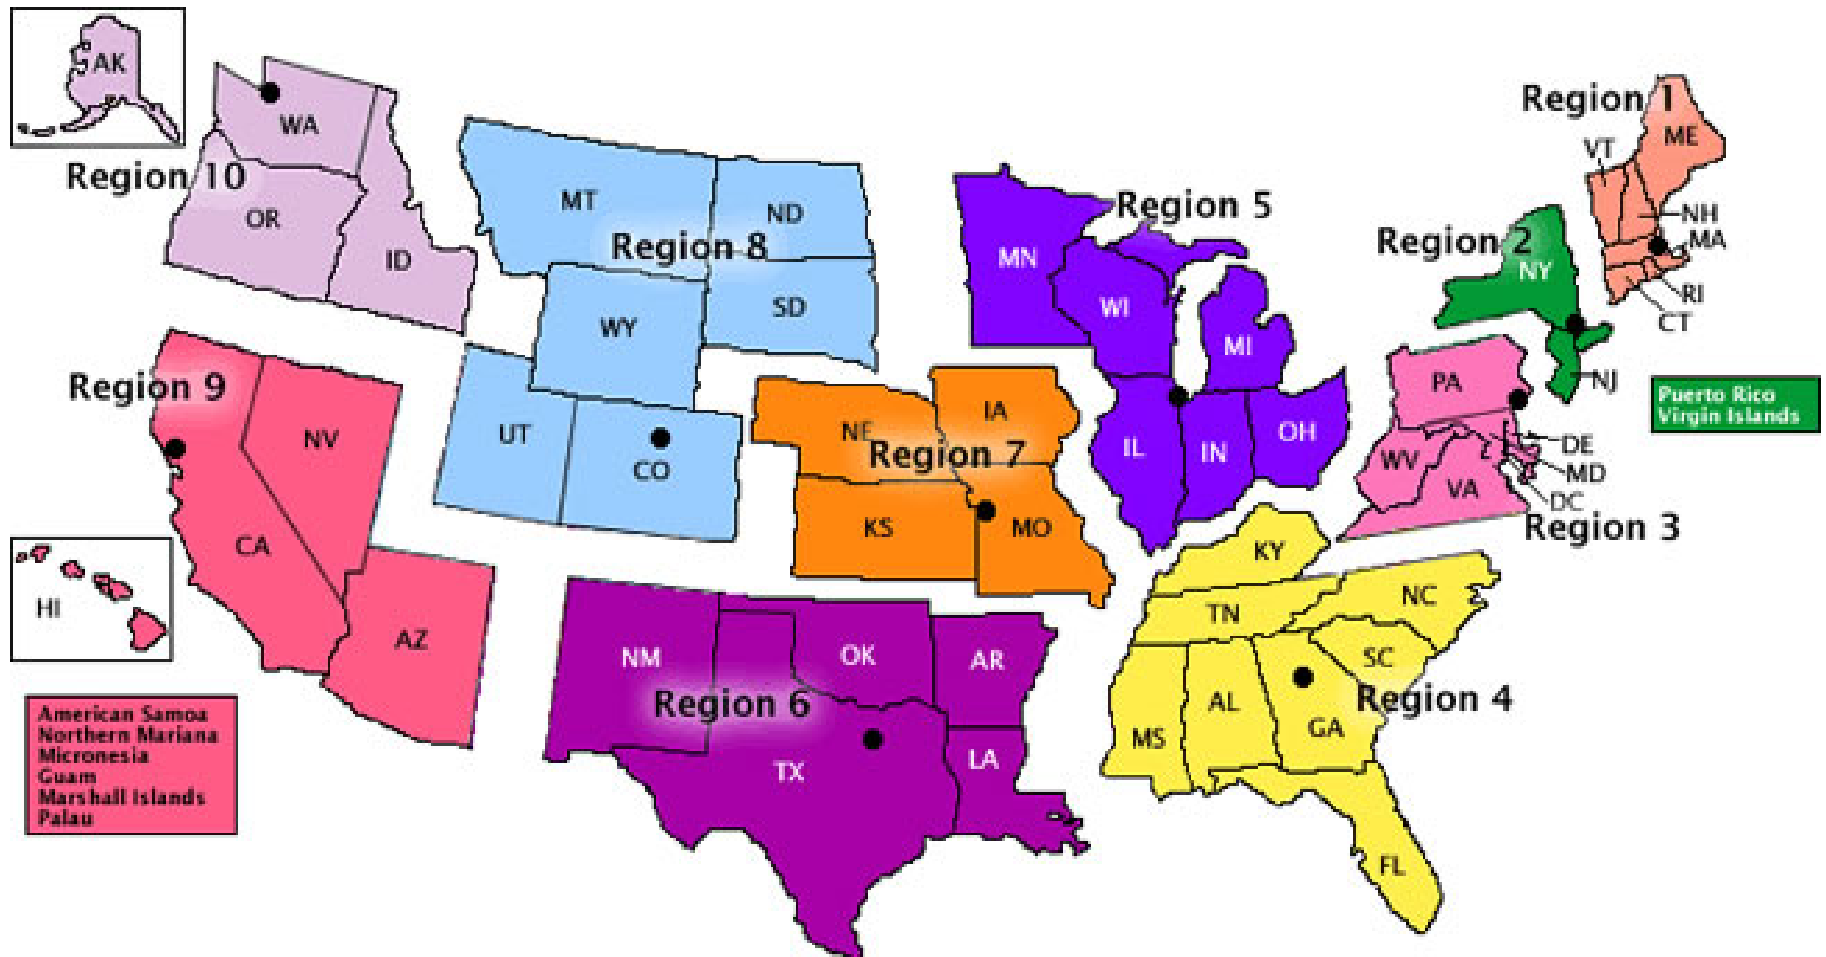 AK
WA
Region 10
OR
ID
MT
ND
Region 8
WY
SD
UT
CO
Region 9
NV
CA
AZ
HI
American Samoa
Northern Mariana
Micronesia
Guam
Marshall Islands
Palau
NE
IA
Region 7
KS
MO
NM
OK
AR
Region 6
TX
LA
Region 5
MN
WI
MI
IL
IN
OH
KY
TN
NC
SC
Region 4
MS
AL
GA
FL
Region 1
ME
VT
NH
MA
RI
CT
Region 2
NY
NJ
Puerto Rico
Virgin Islands
PA
WV
VA
DE
MD
DC
Region 3